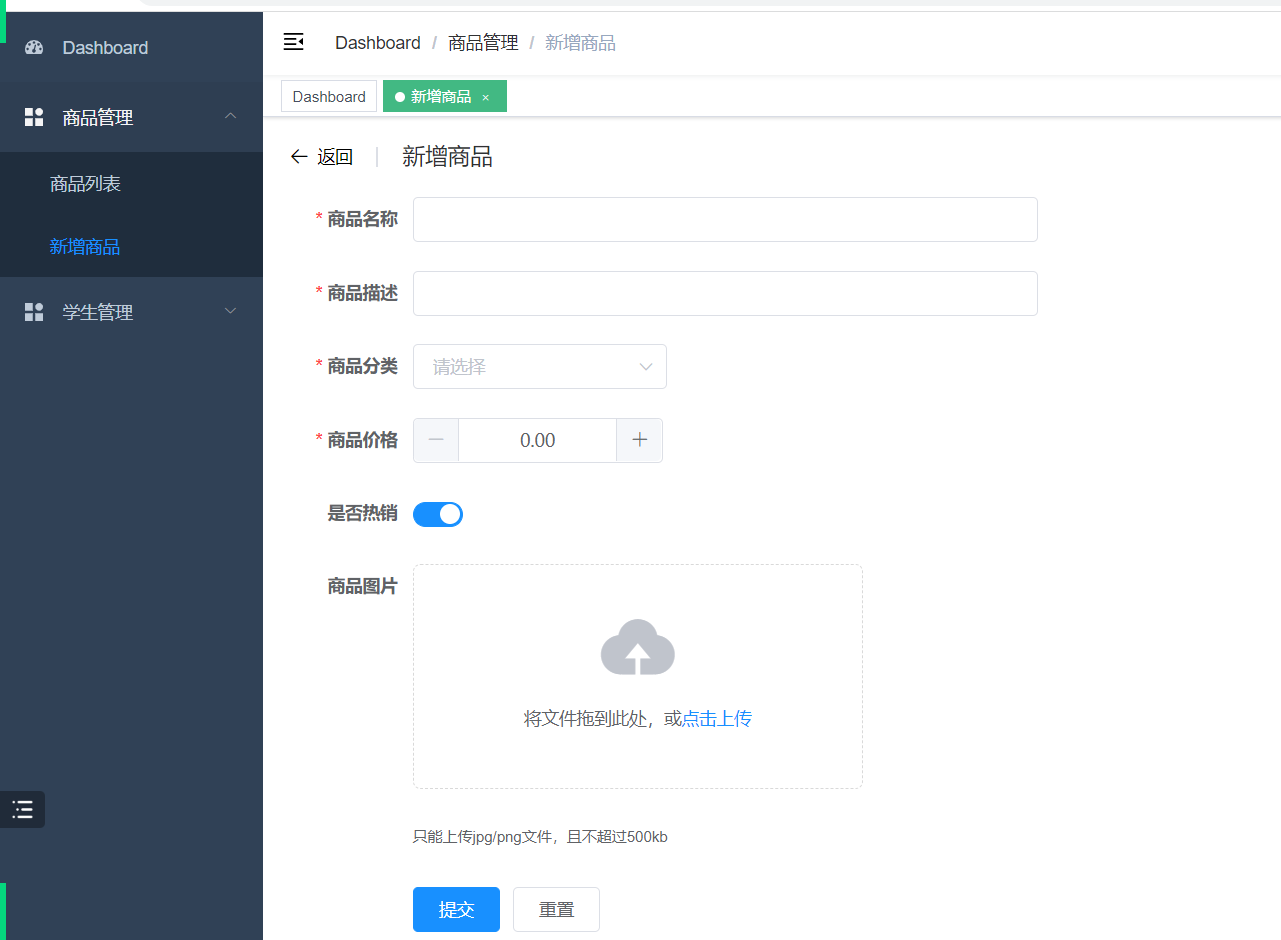 Dashboard
商品管理
商品列表
新增商品
学生管理
Dashboard / 商品管理 / 新增商品
Dashboard
新增商品 ×
返回 新增商品
* 商品名称
* 商品描述
* 商品分类 请选择
* 商品价格 0.00
是否热销
商品图片
将文件拖到此处，或点击上传
只能上传jpg/png文件，且不超过500kb
提交 重置